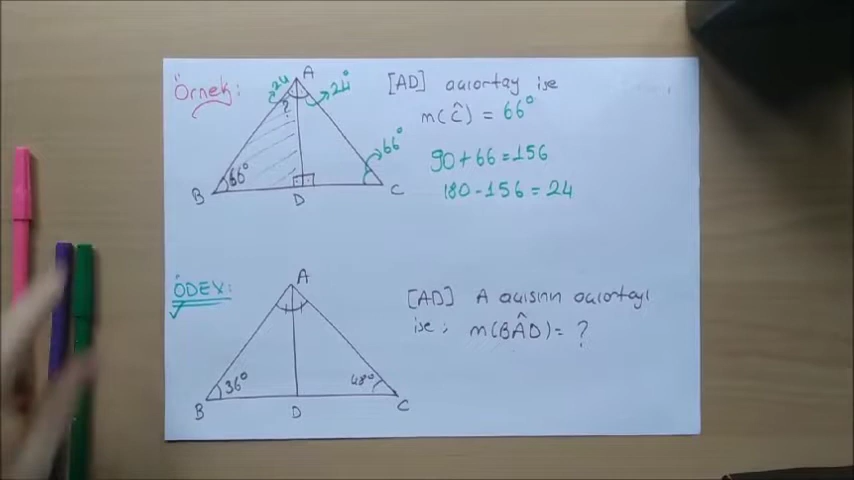 Örnek:
[AD] açıortay ise
m(Ĉ) = 66°
90+66=156
180-156=24
A
24
24°
?
66°
66°
B
D
C
ÖDEV:
[AD] A açısının açıortayı
ise; m(BÂD)= ?
A
36°
48°
B
D
C